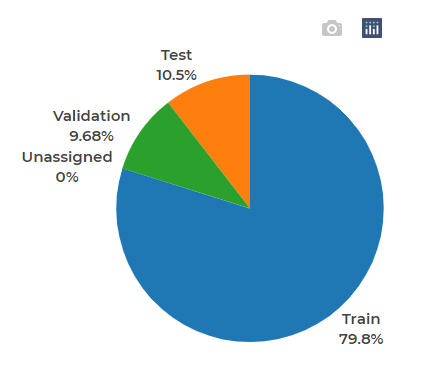 Test
10.5%
Validation
9.68%
Unassigned
0%
Train
79.8%